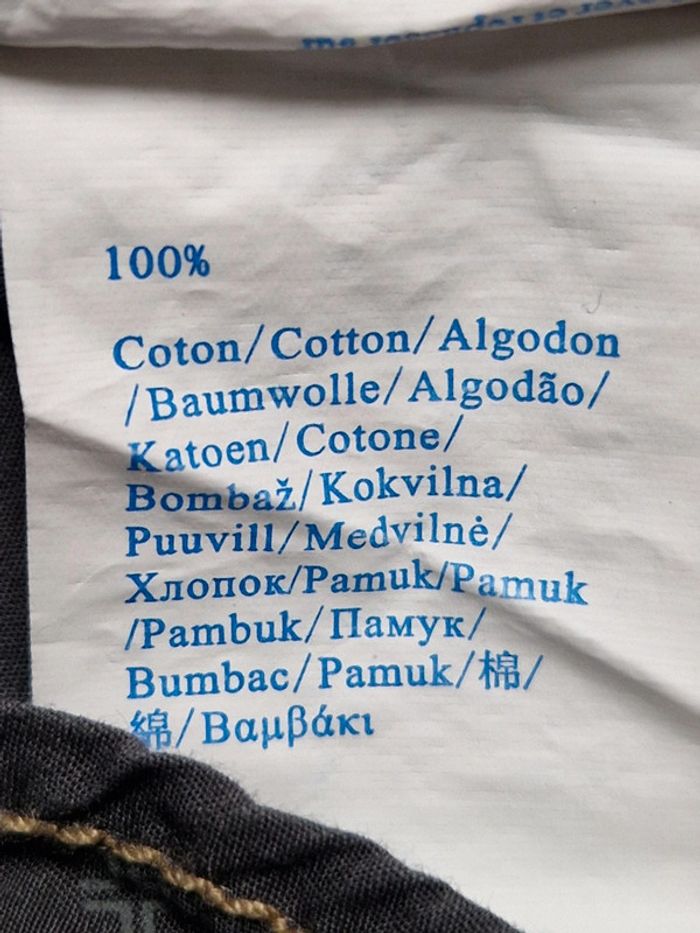 100%
Coton/Cotton/Algodon
/Baumwolle/Algodão/
Katoen/Cotone/
Bombaž/Kokvilna/
Puuvill/Medvilnė/
Хлопок/Pamuk/Pamuk
/Pambuk/Памук/
Bumbac/Pamuk/棉/
綿/Βαμβάκι